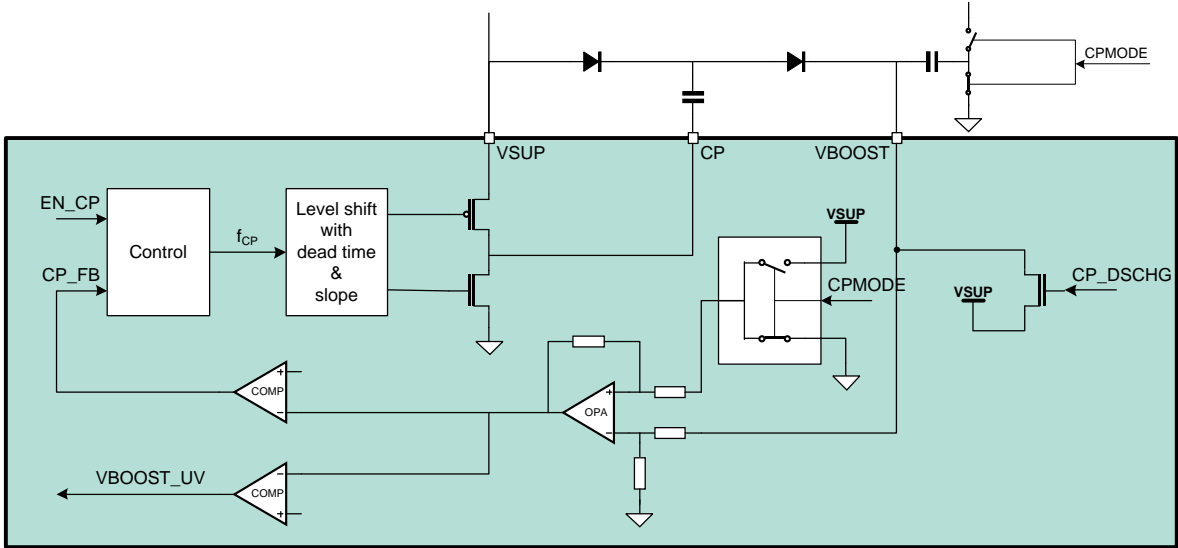 CPMODE
VSUP
CP
VBOOST
EN_CP
CP_FB
Control
fCP
Level shift
with
dead time
&
slope
VSUP
CPMODE
VSUP
CP_DSCHG
+
COMP
−
+
OPA
−
VBOOST_UV
−
COMP
+